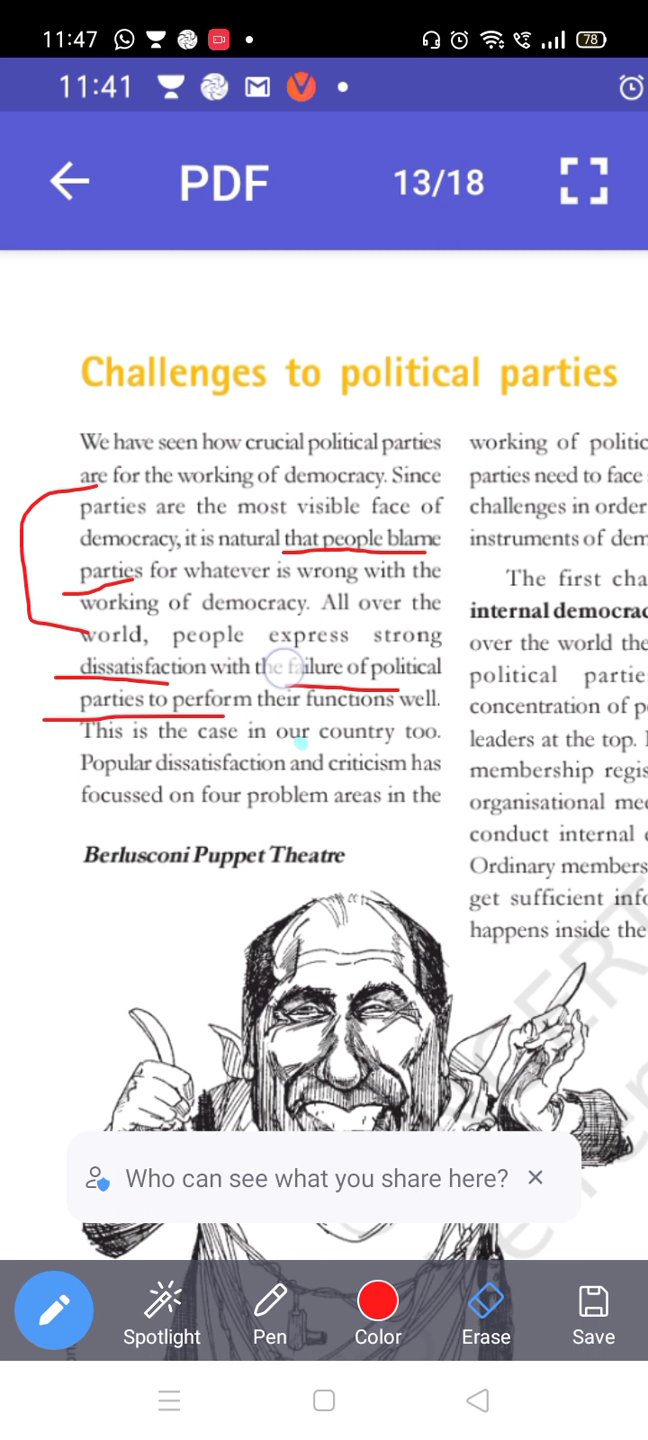 11:47
78
11:41
PDF
13/18
Challenges to political parties
We have seen how crucial political parties
are for the working of democracy. Since
parties are the most visible face of
democracy, it is natural that people blame
parties for whatever is wrong with the
working of democracy. All over the
world, people express strong
dissatisfaction with the failure of political
parties to perform their functions well.
This is the case in our country too.
Popular dissatisfaction and criticism has
focussed on four problem areas in the
Berlusconi Puppet Theatre
working of politic
parties need to face
challenges in order
instruments of dem
The first cha
internal democrac
over the world the
political partie
concentration of p
leaders at the top.
membership regis
organisational mee
conduct internal
Ordinary members
get sufficient info
happens inside the
Who can see what you share here?
Spotlight
Pen
Color
Erase
Save